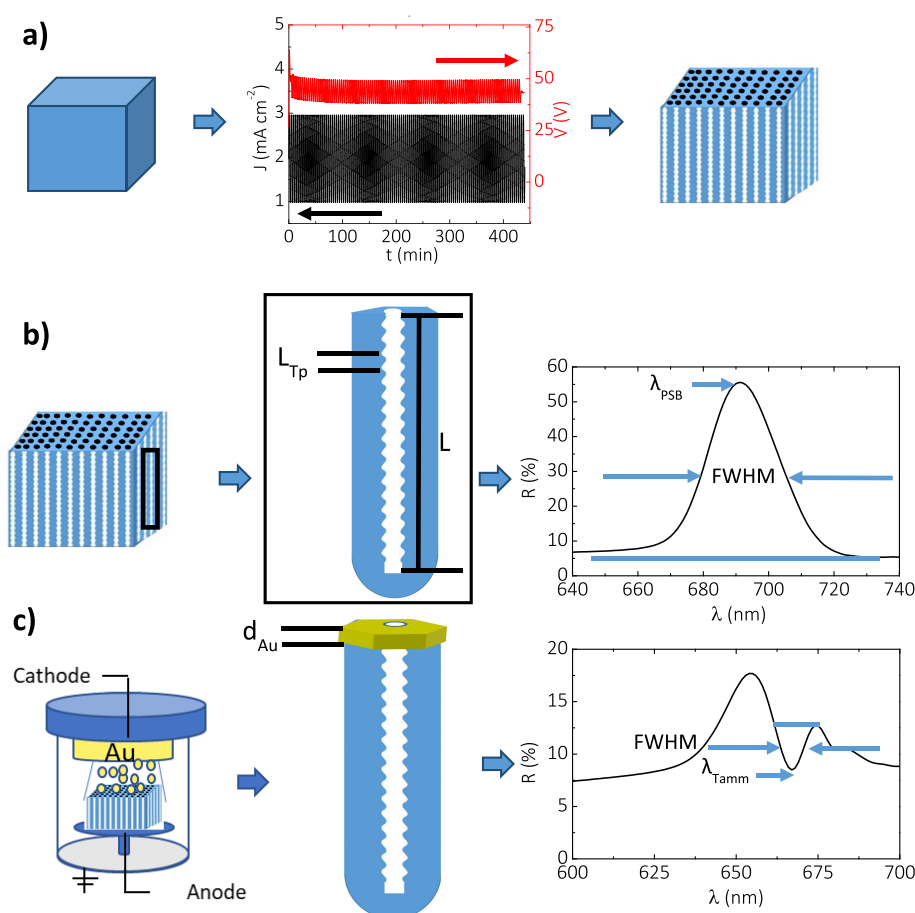 a)
5
4
3
2
1
J (mA cm⁻²)
75
50
25
0
V (V)
0 100 200 300 400
t (min)
b)
L_Tp
L
60
50
40
30
20
10
0
R (%)
λ_PSB
FWHM
640 660 680 700 720 740
λ (nm)
c)
Cathode
Au
Anode
d_Au
20
15
10
5
0
R (%)
FWHM
λ_Tamm
600 625 650 675 700
λ (nm)